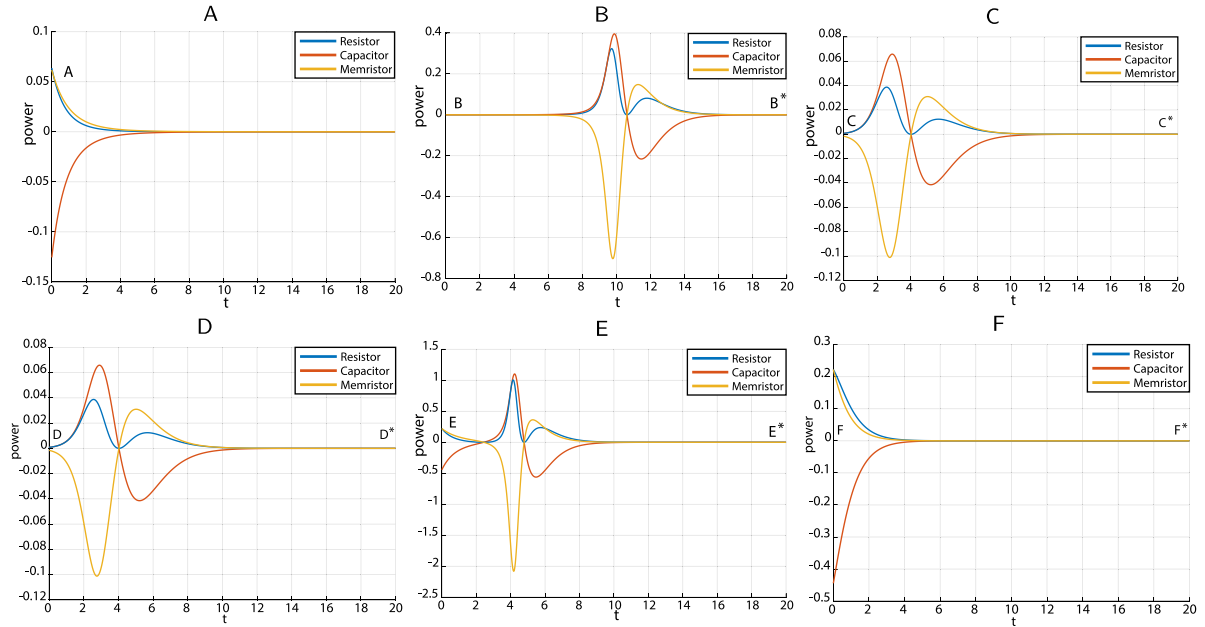 A
0.1
0.05
0
-0.05
-0.1
-0.15
power
A
Resistor
Capacitor
Memristor
0 2 4 6 8 10 12 14 16 18 20
t
B
0.4
0.2
0
-0.2
-0.4
-0.6
-0.8
power
B
B*
Resistor
Capacitor
Memristor
0 2 4 6 8 10 12 14 16 18 20
t
C
0.08
0.06
0.04
0.02
0
-0.02
-0.04
-0.06
-0.08
-0.1
-0.12
power
C
C*
Resistor
Capacitor
Memristor
0 2 4 6 8 10 12 14 16 18 20
t
D
0.08
0.06
0.04
0.02
0
-0.02
-0.04
-0.06
-0.08
-0.1
-0.12
power
D
D*
Resistor
Capacitor
Memristor
0 2 4 6 8 10 12 14 16 18 20
t
E
1.5
1
0.5
0
-0.5
-1
-1.5
-2
-2.5
power
E
E*
Resistor
Capacitor
Memristor
0 2 4 6 8 10 12 14 16 18 20
t
F
0.3
0.2
0.1
0
-0.1
-0.2
-0.3
-0.4
-0.5
power
F
F*
Resistor
Capacitor
Memristor
0 2 4 6 8 10 12 14 16 18 20
t